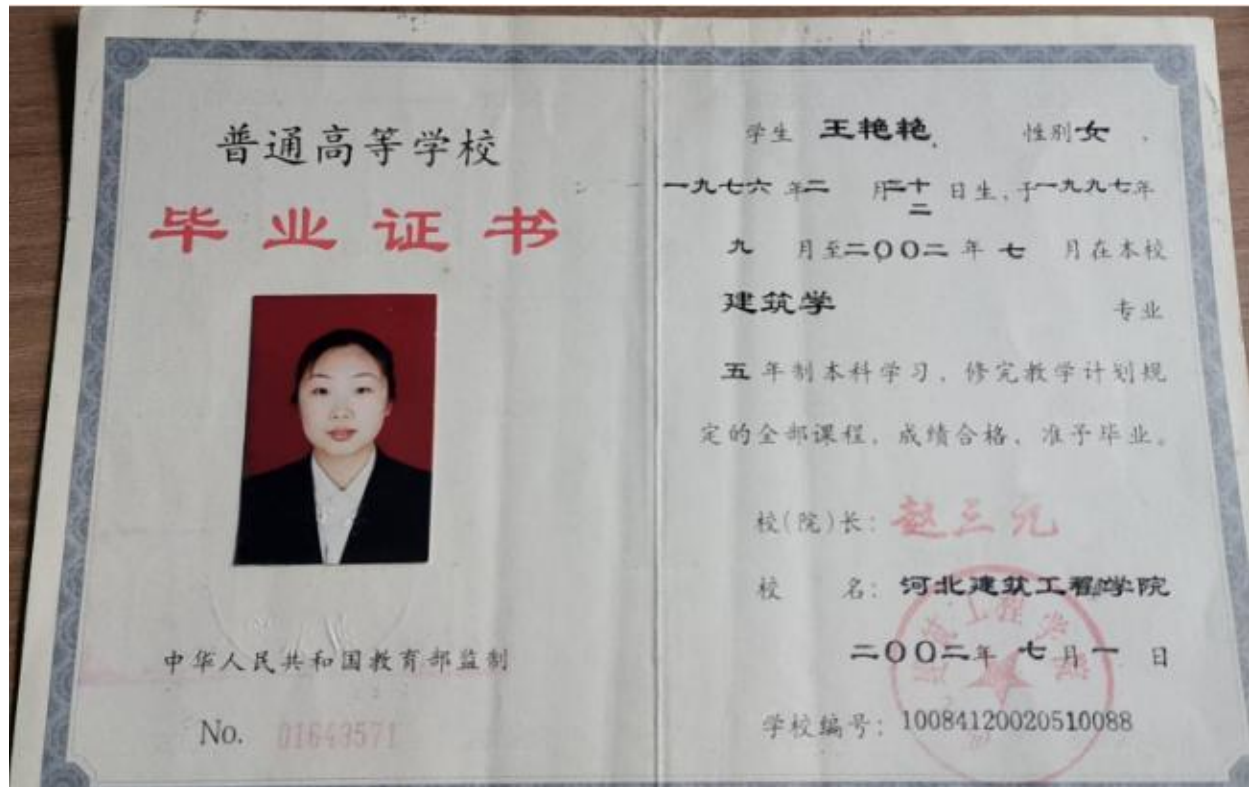 普通高等学校
毕业证书
中华人民共和国教育部监制
No. 01643571
学生 王艳艳, 性别 女 ,
一九七六 年 二 月 二十二 日生, 于 一九九七 年
九 月至 二〇〇二 年 七 月在本校
建筑学 专业
五 年制本科学习, 修完教学计划规
定的全部课程, 成绩合格, 准予毕业。
校(院)长: 赵三允
校 名: 河北建筑工程学院
二〇〇二 年 七 月 一 日
学校编号: 100841200205100​88